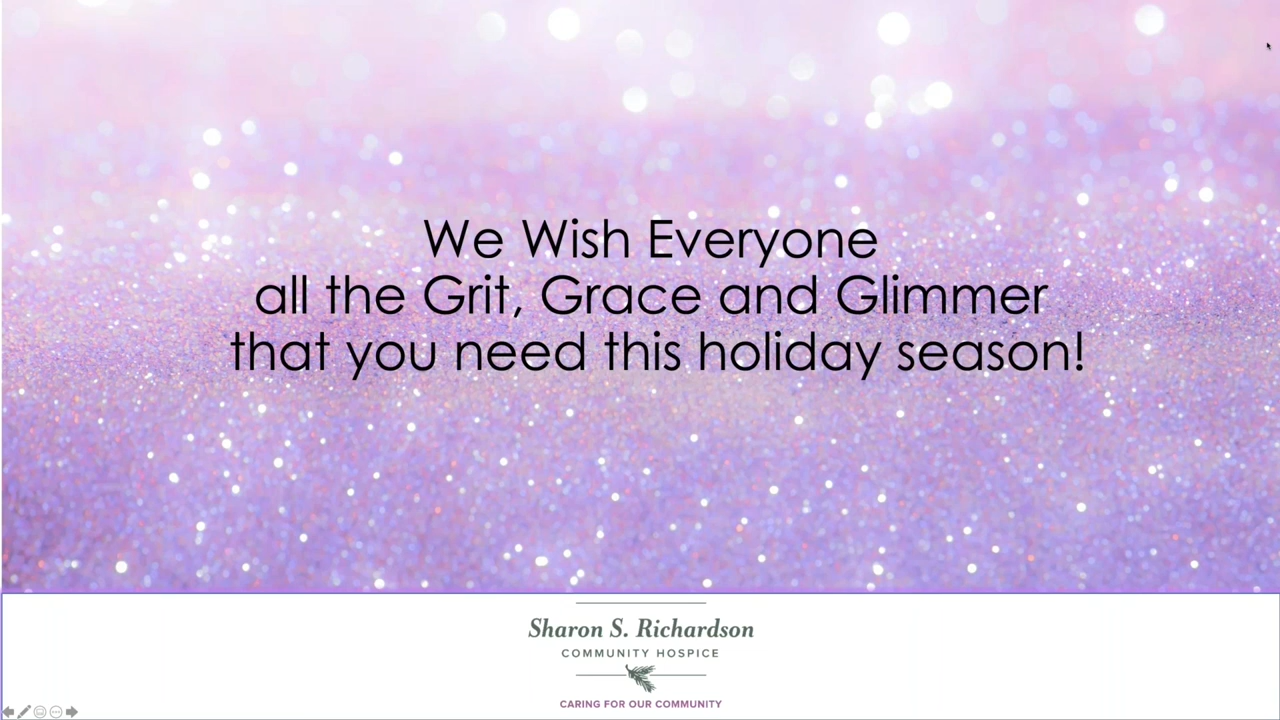 We Wish Everyone
all the Grit, Grace and Glimmer
that you need this holiday season!
Sharon S. Richardson
COMMUNITY HOSPICE
CARING FOR OUR COMMUNITY